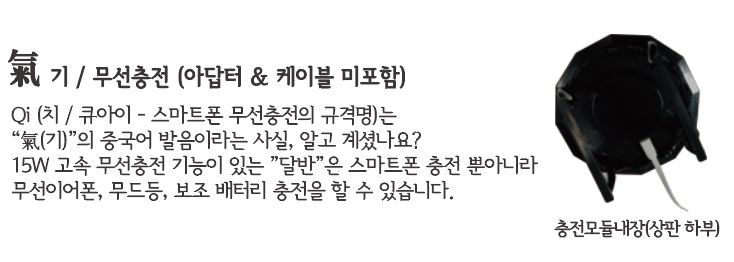 氣 기 / 무선충전 (아답터 & 케이블 미포함)
Qi (치 / 큐아이 - 스마트폰 무선충전의 규격명)는
“氣(기)”의 중국어 발음이라는 사실, 알고 계셨나요?
15W 고속 무선충전 기능이 있는 ”달반”은 스마트폰 충전 뿐아니라
무선이어폰, 무드등, 보조 배터리 충전을 할 수 있습니다.
충전모듈내장(상판 하부)